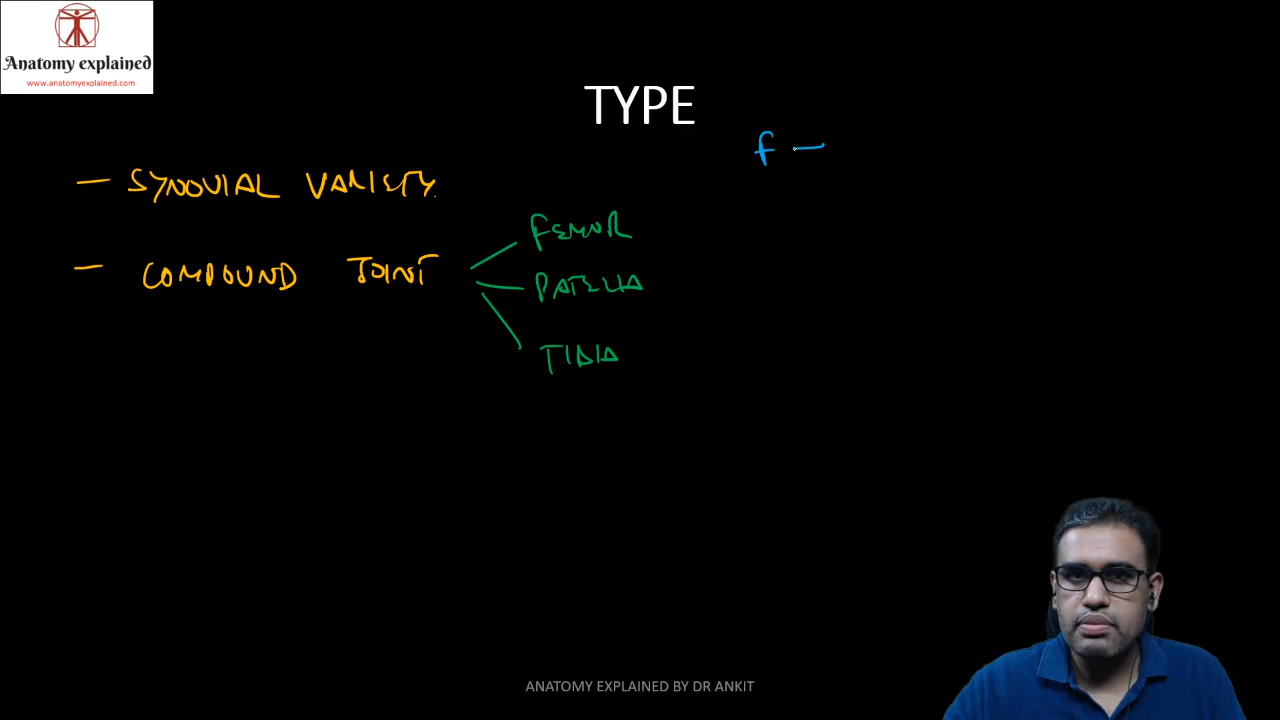 Anatomy explained
www.anatomyexplained.com
TYPE
f —
— SYNOVIAL VARIETY.
FEMUR
— COMPOUND JOINT
PATELLA
TIBIA
ANATOMY EXPLAINED BY DR ANKIT